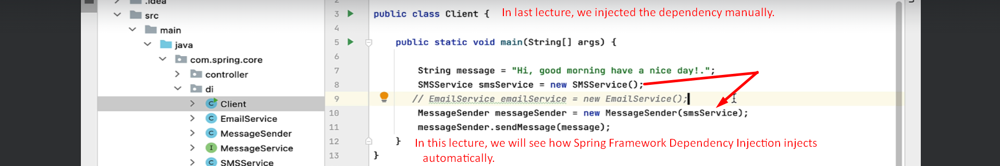 .idea
src
main
java
com.spring.core
controller
di
Client
EmailService
MessageSender
MessageService
SMSService
2
3 public class Client { In last lecture, we injected the dependency manually.
4
5 public static void main(String[] args) {
6
7 String message = "Hi, good morning have a nice day!.";
8 SMSService smsService = new SMSService();
9 // EmailService emailService = new EmailService();
10 MessageSender messageSender = new MessageSender(smsService);
11 messageSender.sendMessage(message);
12 } In this lecture, we will see how Spring Framework Dependency Injection injects
automatically.
13 }